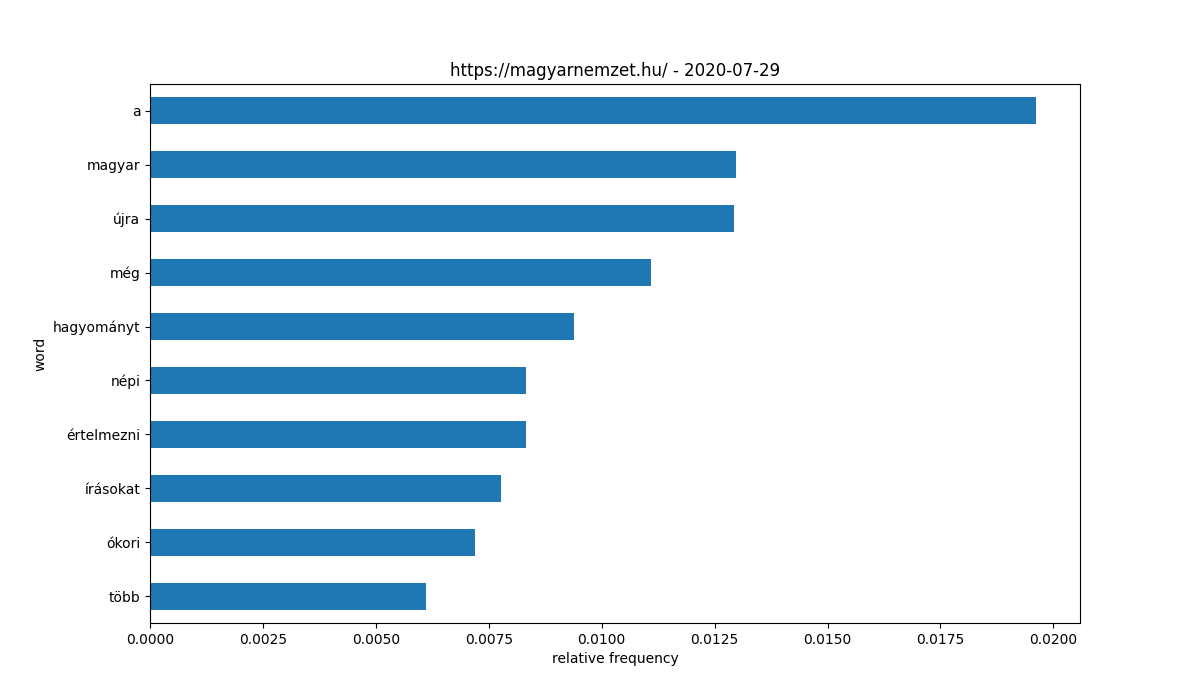 https://magyarnemzet.hu/ - 2020-07-29
a
magyar
újra
még
hagyományt
népi
értelmezni
írásokat
ókori
több
word
0.0000 0.0025 0.0050 0.0075 0.0100 0.0125 0.0150 0.0175 0.0200
relative frequency